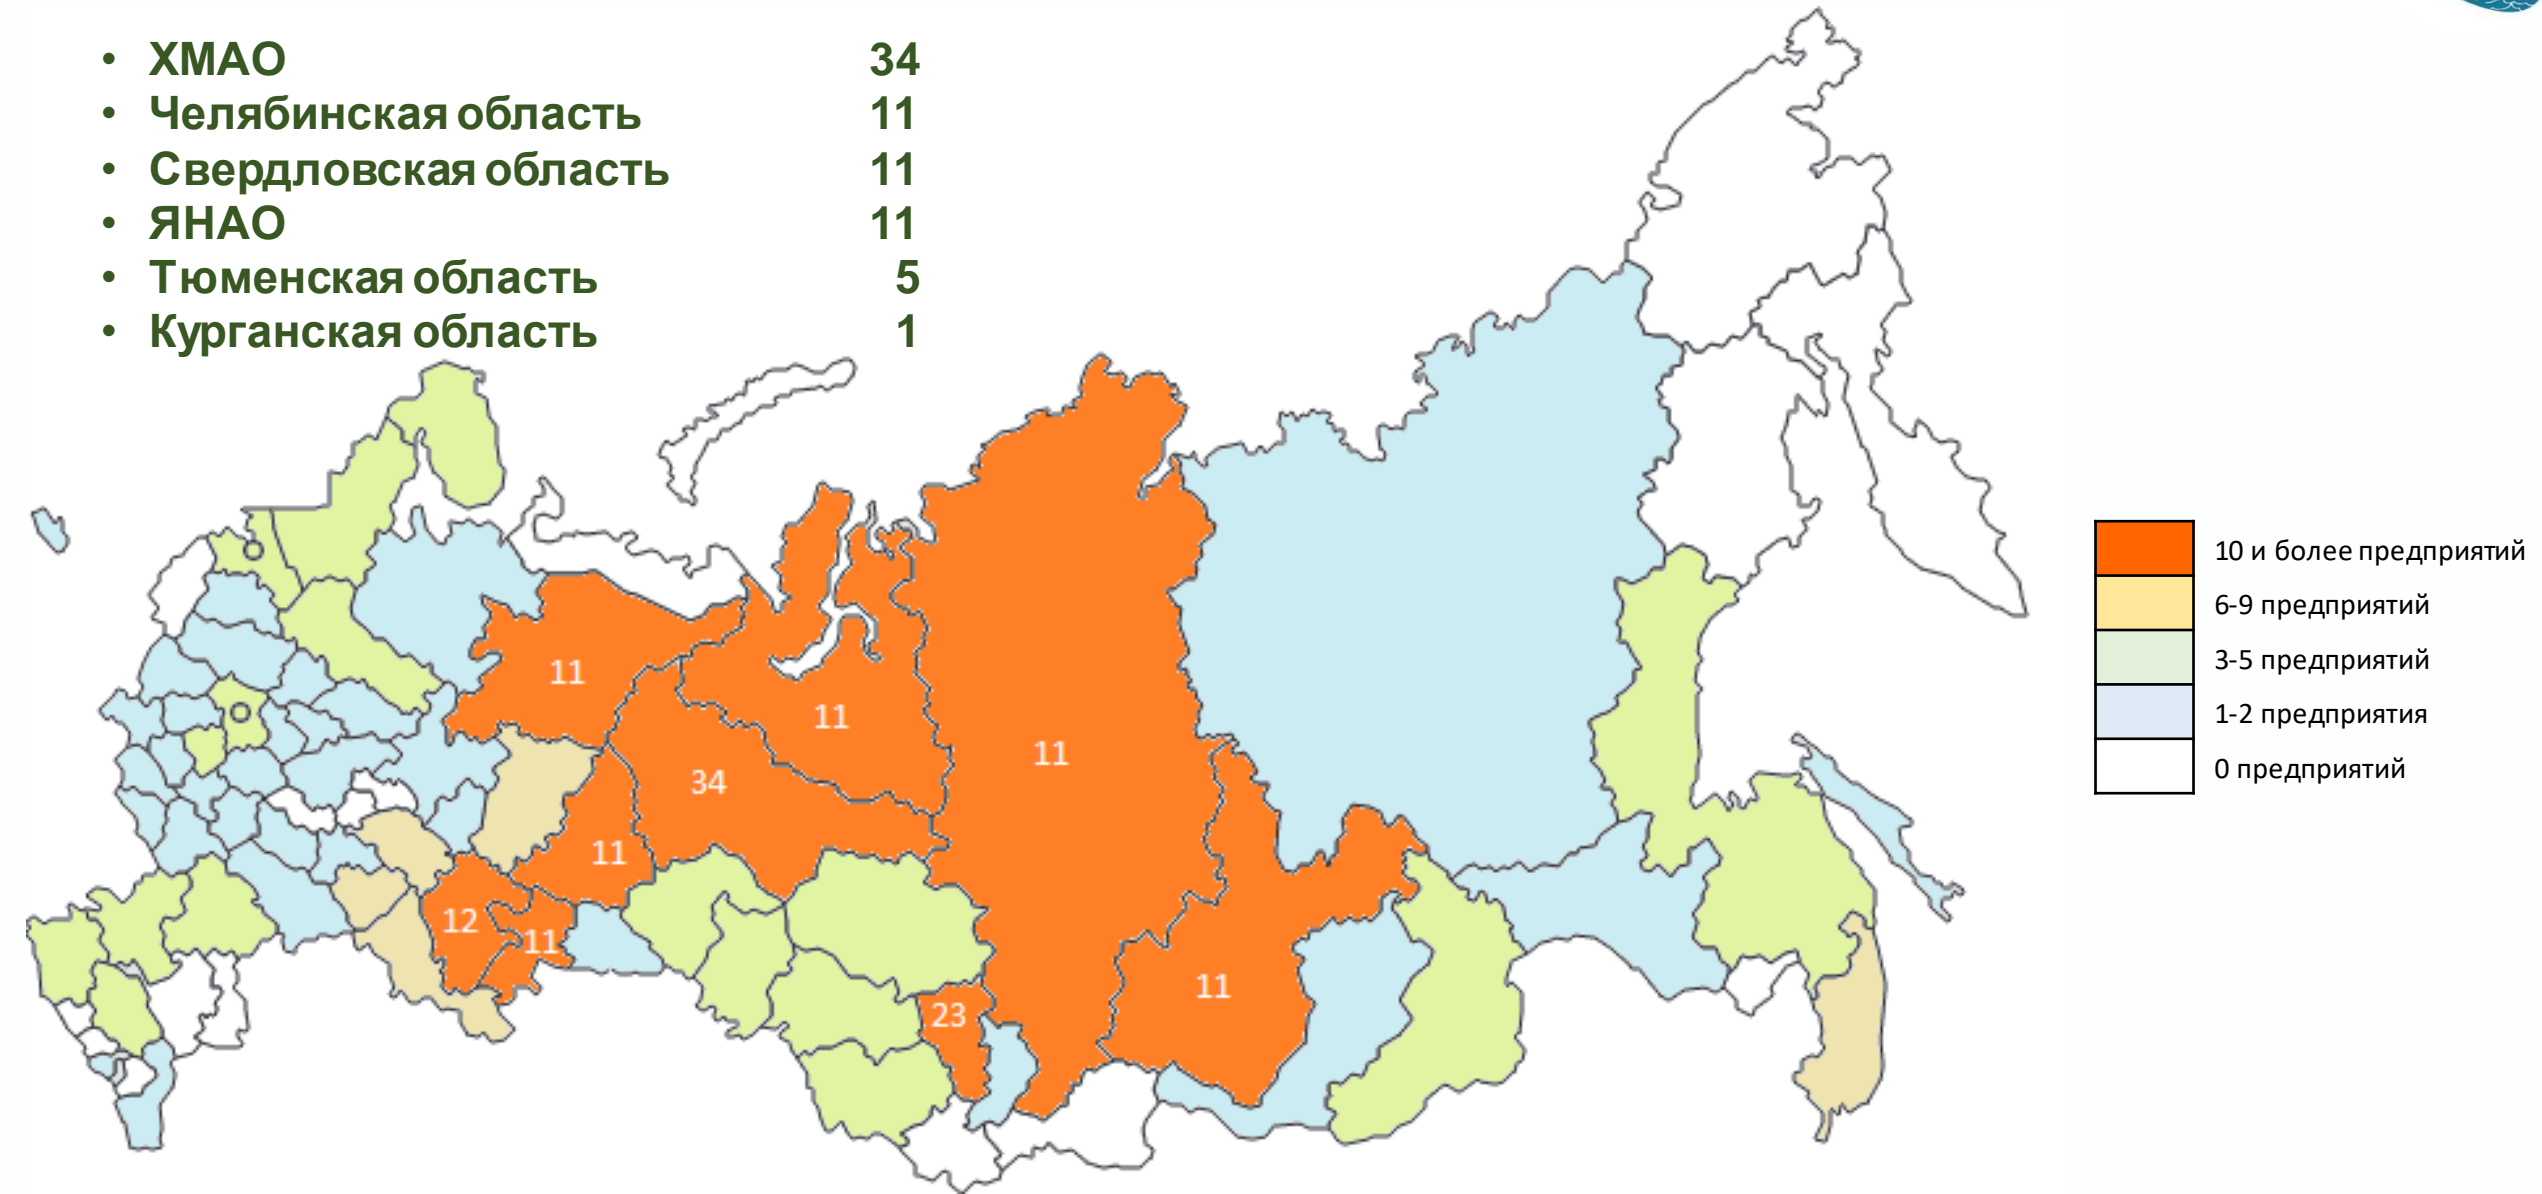 • ХМАО 34
• Челябинская область 11
• Свердловская область 11
• ЯНАО 11
• Тюменская область 5
• Курганская область 1
11
11
11
34
11
12
11
11
23
10 и более предприятий
6-9 предприятий
3-5 предприятий
1-2 предприятия
0 предприятий